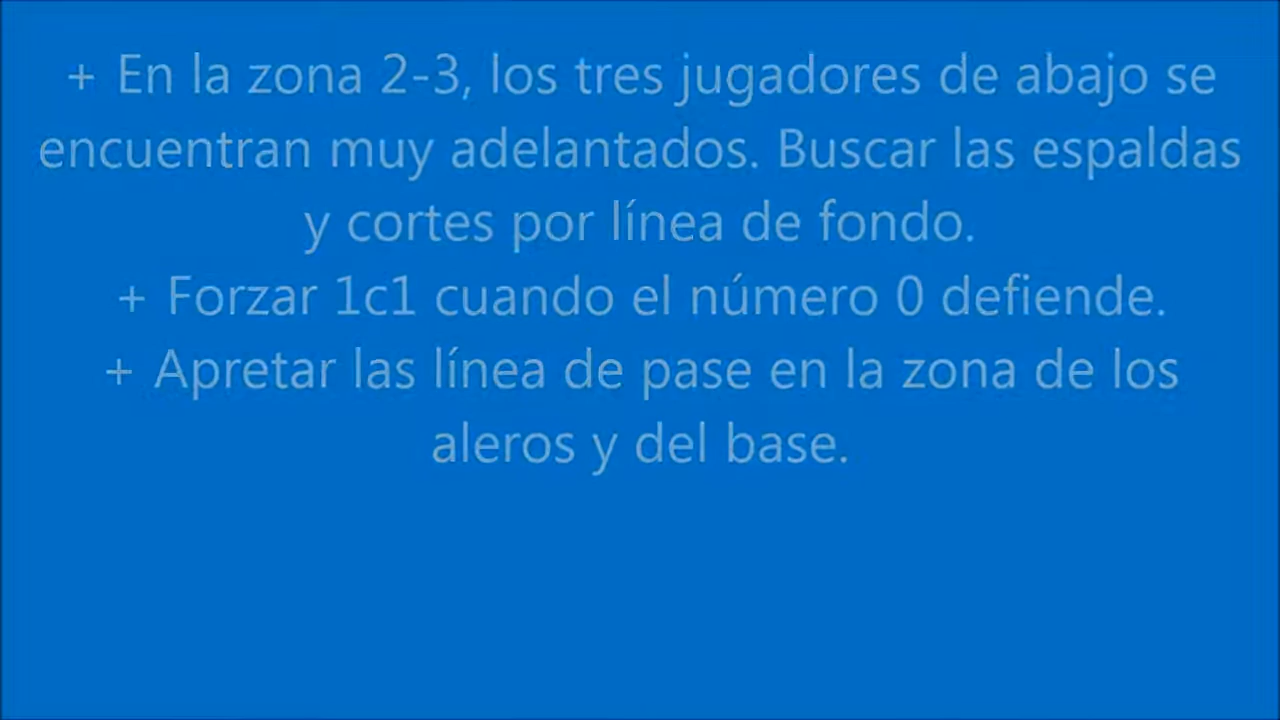 + En la zona 2-3, los tres jugadores de abajo se
encuentran muy adelantados. Buscar las espaldas
y cortes por línea de fondo.
+ Forzar 1c1 cuando el número 0 defiende.
+ Apretar las línea de pase en la zona de los
aleros y del base.